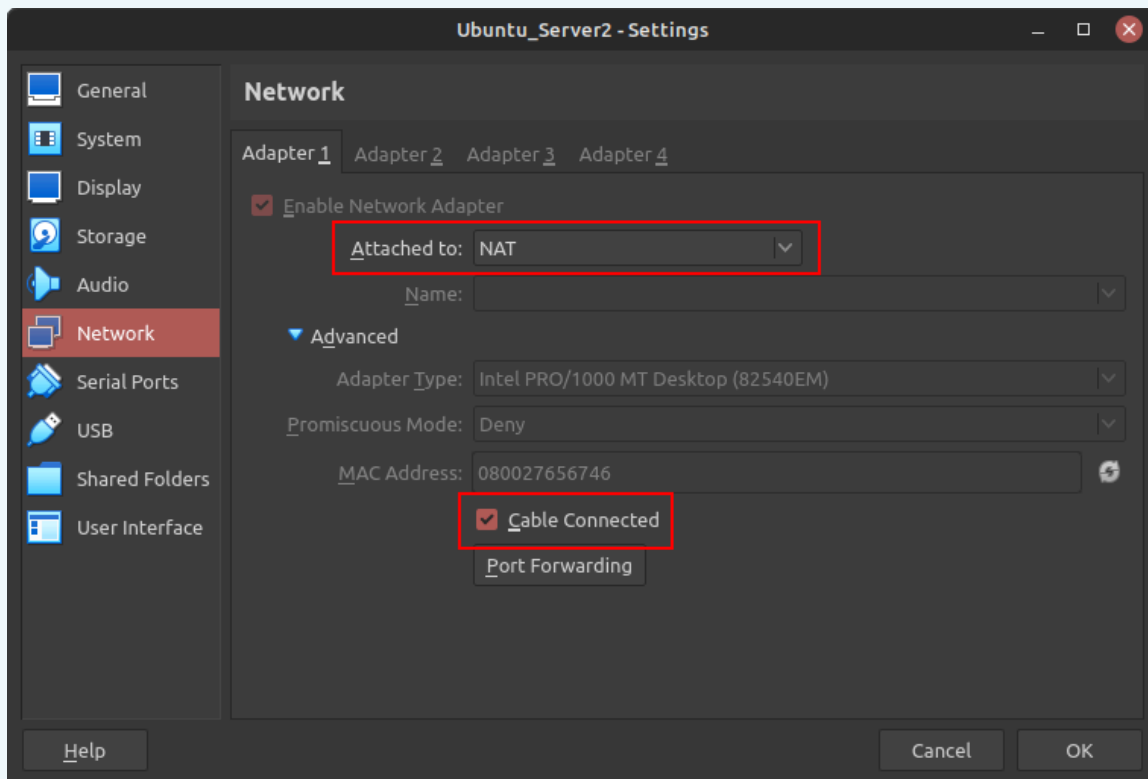 Ubuntu_Server2 - Settings
General
System
Display
Storage
Audio
Network
Serial Ports
USB
Shared Folders
User Interface
Network
Adapter 1 Adapter 2 Adapter 3 Adapter 4
Enable Network Adapter
Attached to: NAT
Name:
Advanced
Adapter Type: Intel PRO/1000 MT Desktop (82540EM)
Promiscuous Mode: Deny
MAC Address: 080027656746
Cable Connected
Port Forwarding
Help Cancel OK